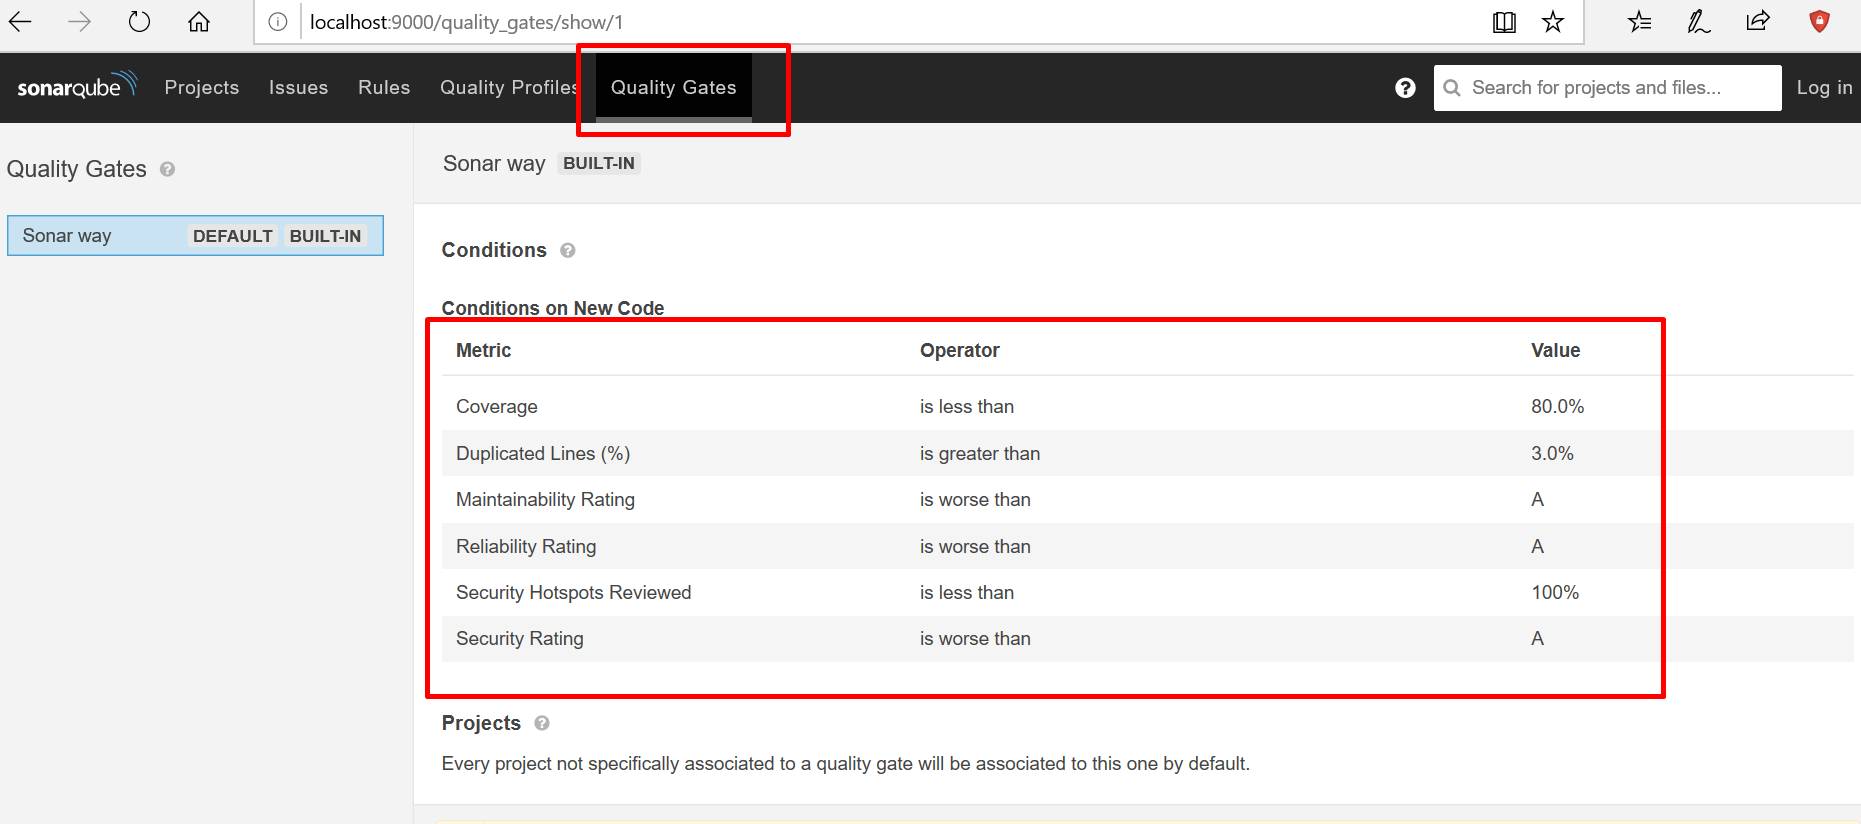 localhost:9000/quality_gates/show/1
sonarqube Projects Issues Rules Quality Profiles Quality Gates ? Search for projects and files... Log in
Quality Gates ?
Sonar way DEFAULT BUILT-IN
Sonar way BUILT-IN
Conditions ?
Conditions on New Code
Metric Operator Value
Coverage is less than 80.0%
Duplicated Lines (%) is greater than 3.0%
Maintainability Rating is worse than A
Reliability Rating is worse than A
Security Hotspots Reviewed is less than 100%
Security Rating is worse than A
Projects ?
Every project not specifically associated to a quality gate will be associated to this one by default.